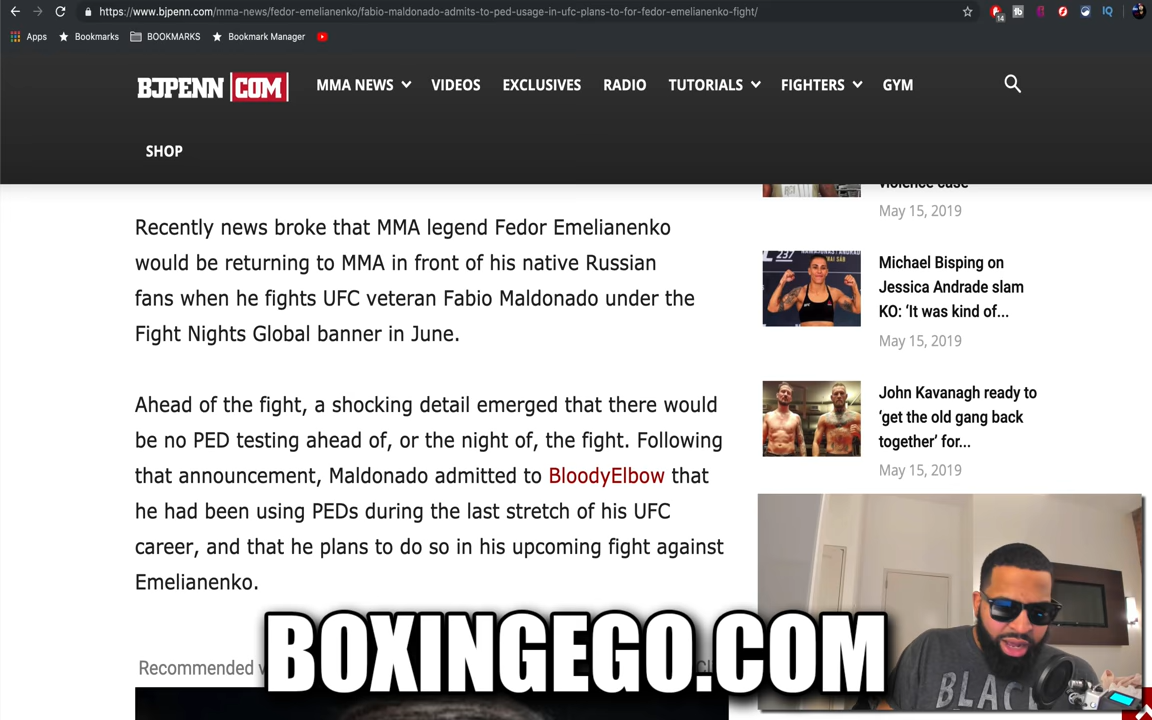 https://www.bjpenn.com/mma-news/fedor-emelianenko/fabio-maldonado-admits-to-ped-usage-in-ufc-plans-to-for-fedor-emelianenko-fight/
14
IQ
Apps
Bookmarks
BOOKMARKS
Bookmark Manager
BJPENN COM
MMA NEWS
VIDEOS
EXCLUSIVES
RADIO
TUTORIALS
FIGHTERS
GYM
SHOP
Recently news broke that MMA legend Fedor Emelianenko
would be returning to MMA in front of his native Russian
fans when he fights UFC veteran Fabio Maldonado under the
Fight Nights Global banner in June.
Ahead of the fight, a shocking detail emerged that there would
be no PED testing ahead of, or the night of, the fight. Following
that announcement, Maldonado admitted to BloodyElbow that
he had been using PEDs during the last stretch of his UFC
career, and that he plans to do so in his upcoming fight against
Emelianenko.
Recommended
violence case
May 15, 2019
237
Michael Bisping on
Jessica Andrade slam
KO: ‘It was kind of...
May 15, 2019
John Kavanagh ready to
‘get the old gang back
together’ for...
May 15, 2019
BOXINGEGO.COM
BLACK